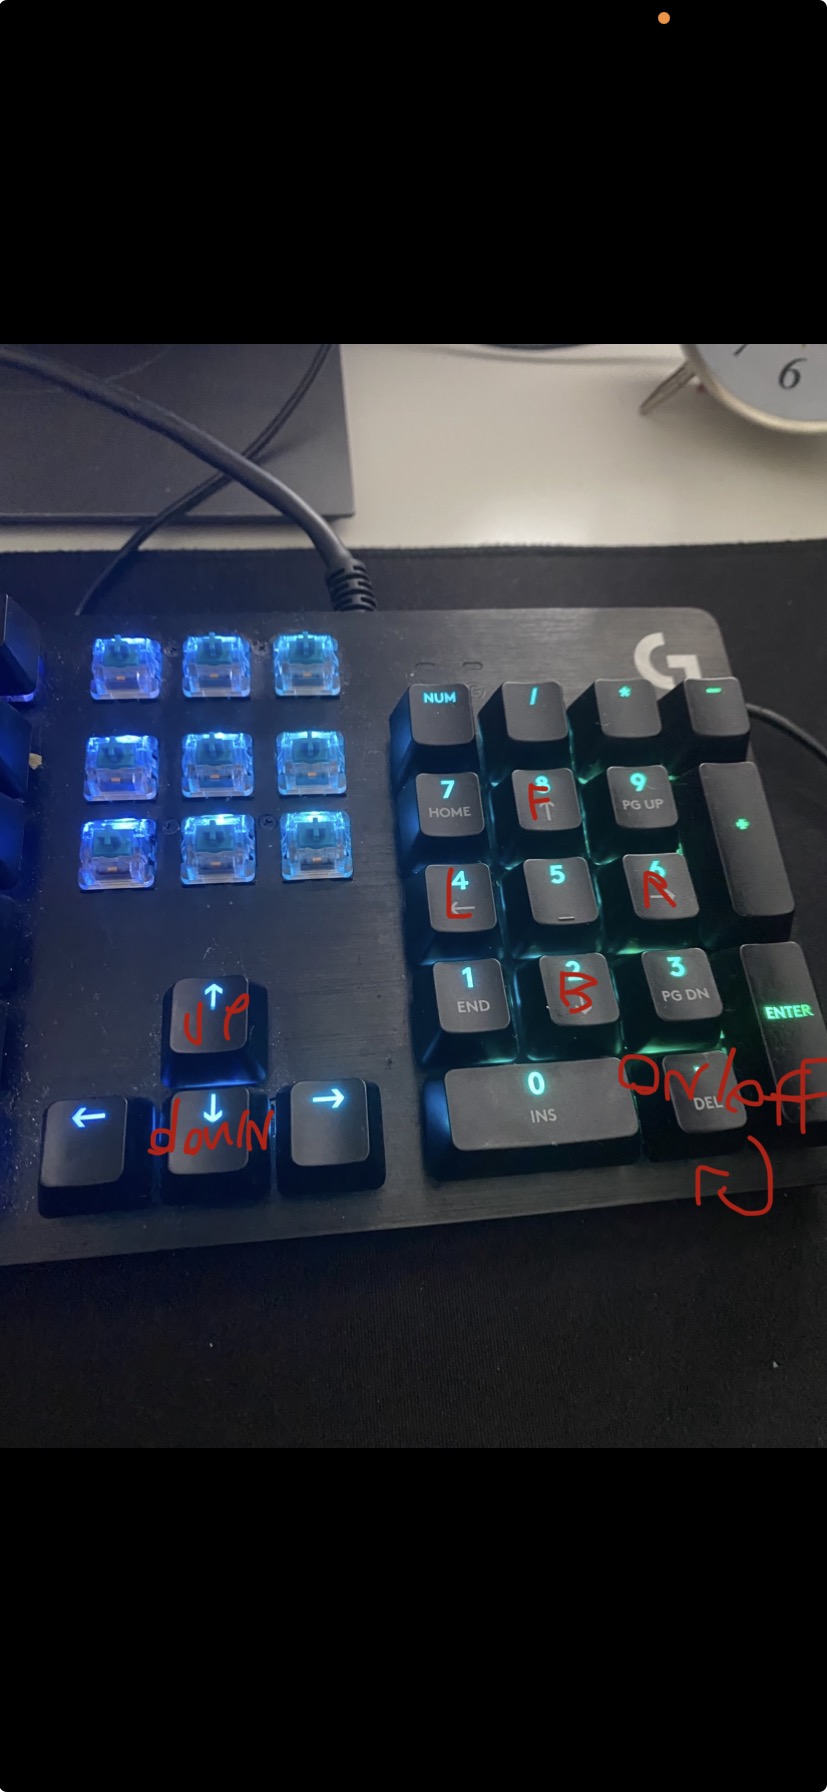 6
G
NUM / * -
7 HOME 8 ↑ F 9 PG UP +
4 ← L 5 _ 6 R
1 END 2 B 3 PG DN ENTER
0 INS . DEL On/off
↑ UP
← ↓ down →